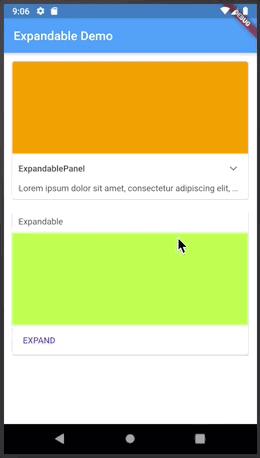 9:06
DEBUG
Expandable Demo
ExpandablePanel
Lorem ipsum dolor sit amet, consectetur adipiscing elit, ...
Expandable
EXPAND